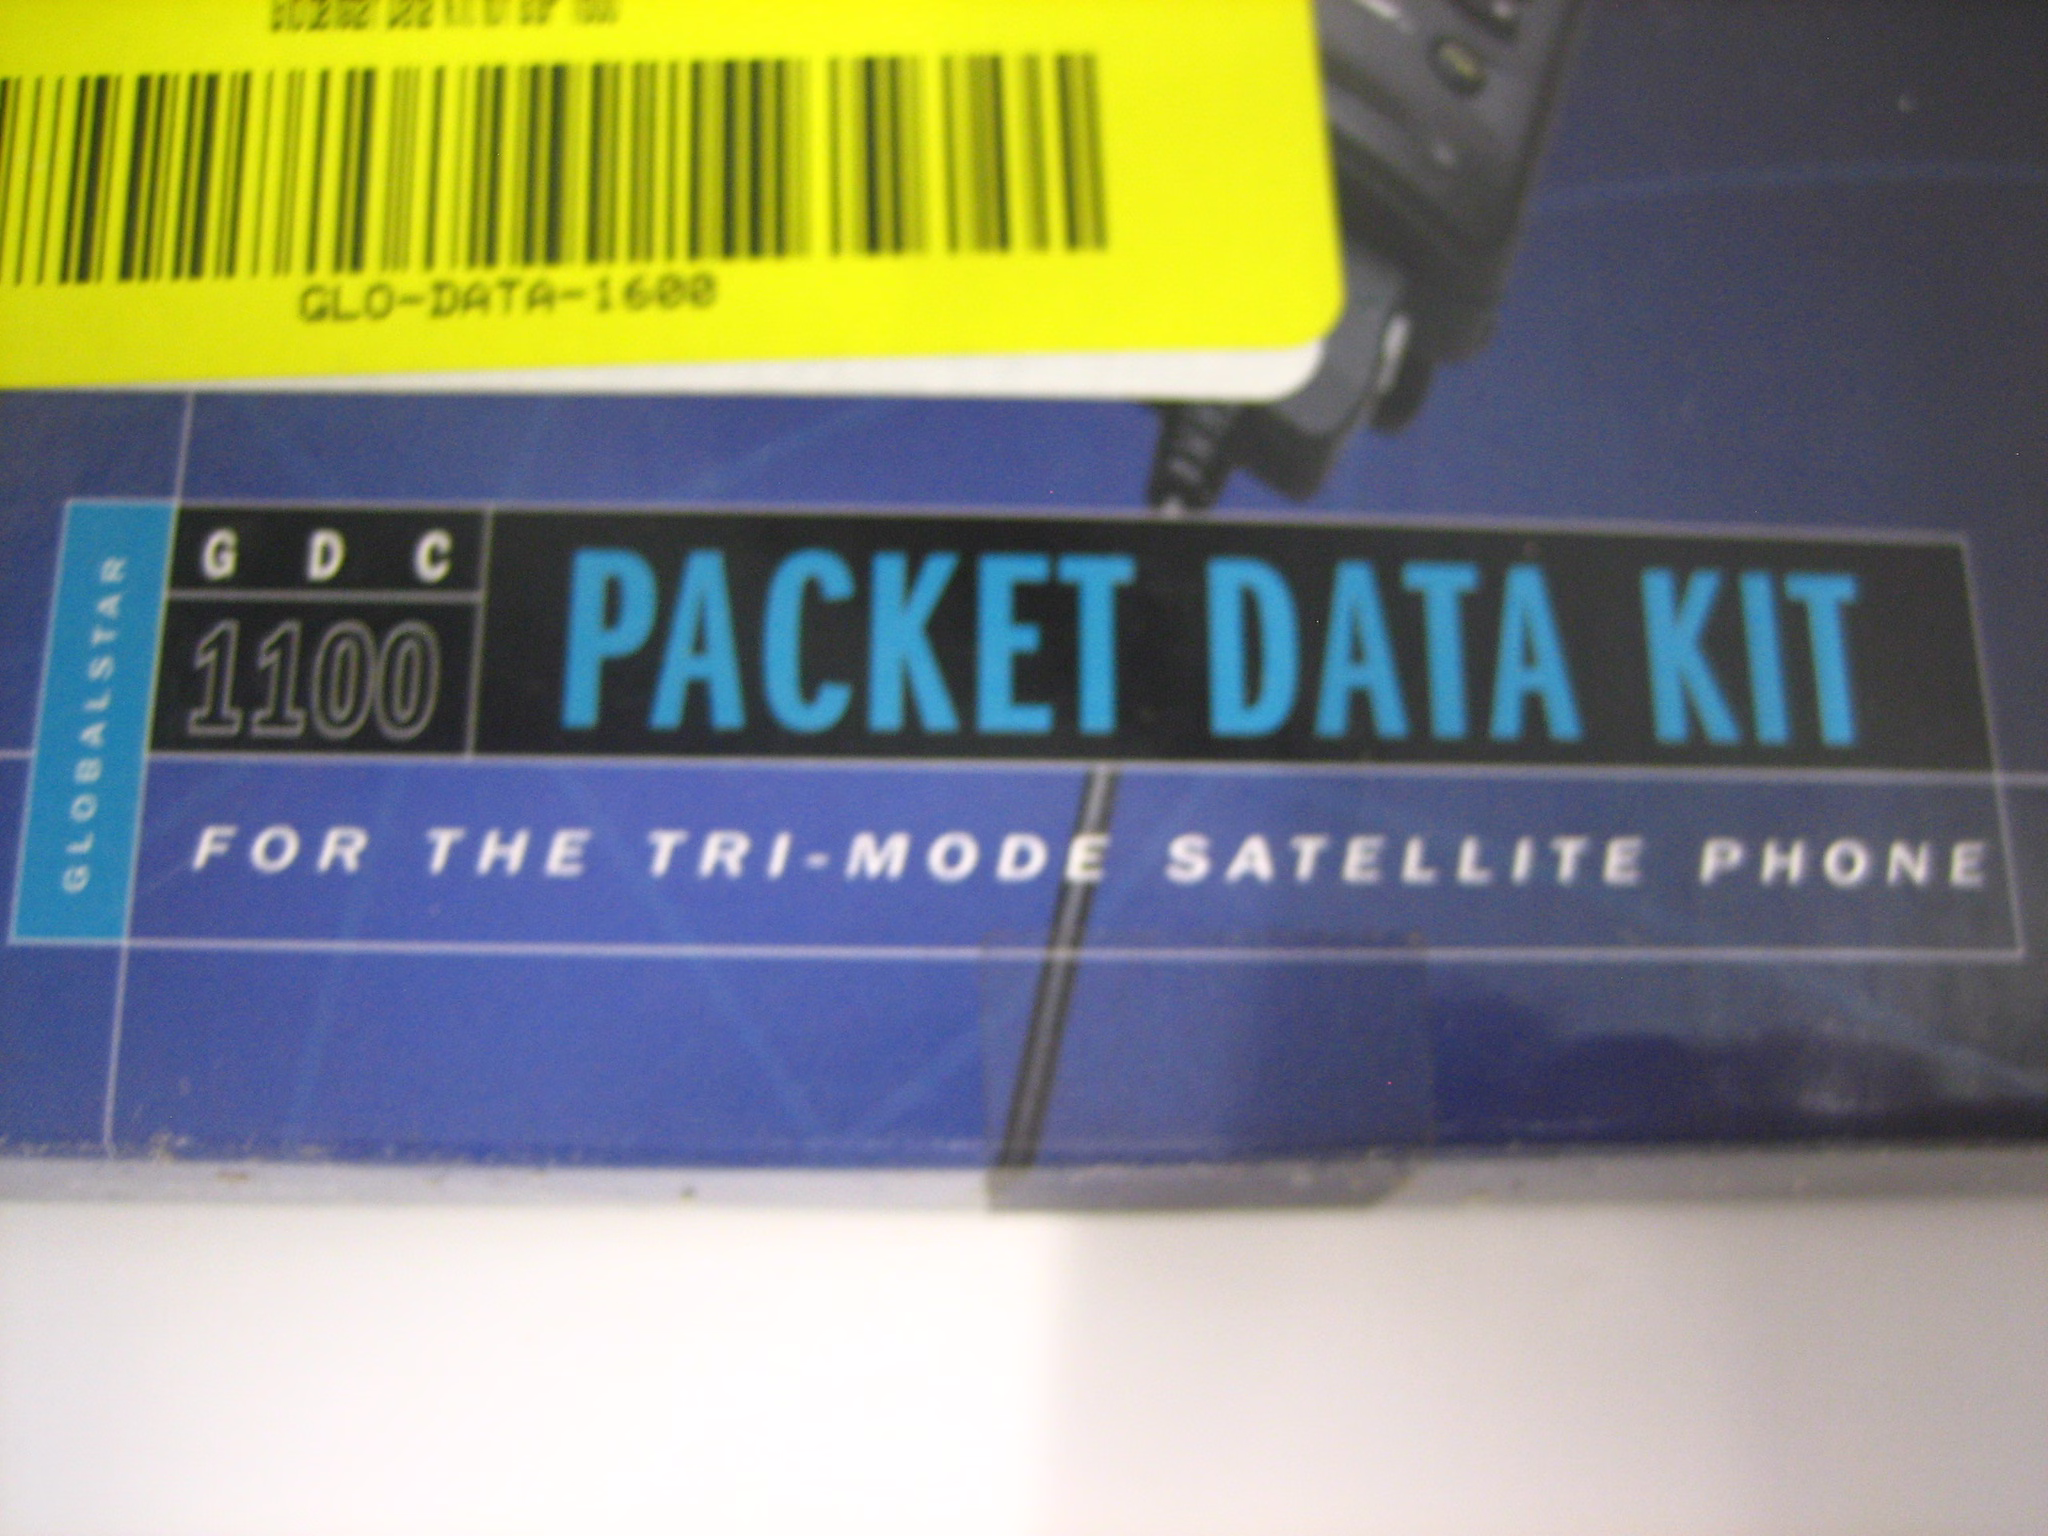 GLO-DATA-1600
GLOBALSTAR
G D C
1100
PACKET DATA KIT
FOR THE TRI-MODE SATELLITE PHONE